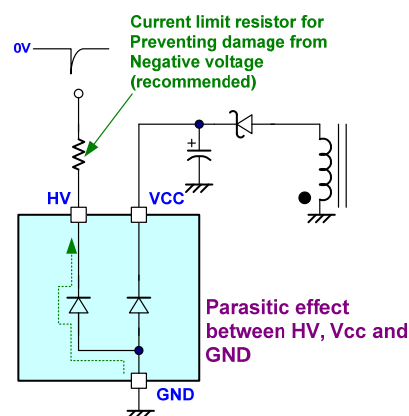 Current limit resistor for
Preventing damage from
Negative voltage
(recommended)
0V
+
HV
VCC
Parasitic effect
between HV, Vcc and
GND
GND